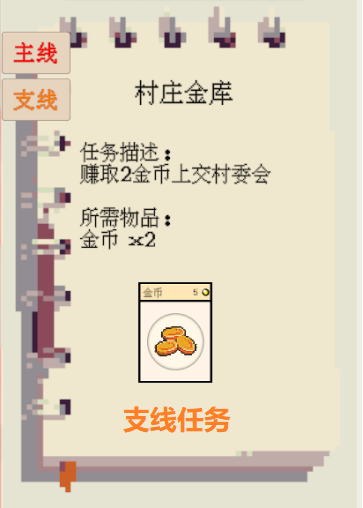 主线
支线
村庄金库
任务描述：
赚取2金币上交村委会
所需物品：
金币 x2
金币 5
支线任务